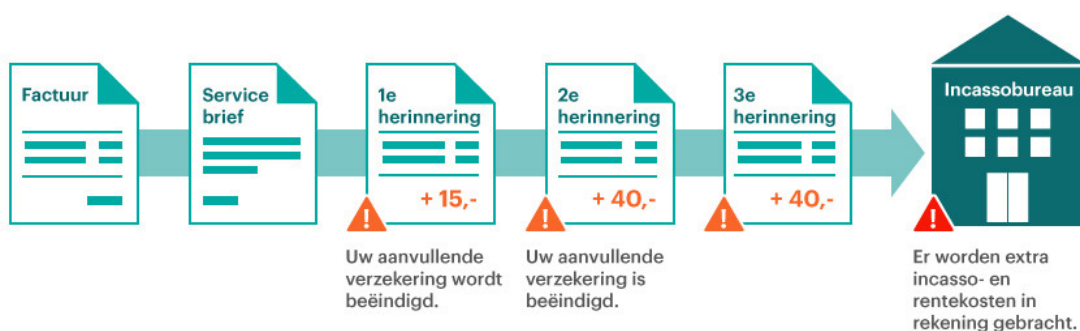 Factuur
Service
brief
1e
herinnering
+ 15,-
2e
herinnering
+ 40,-
3e
herinnering
+ 40,-
Incassobureau
Uw aanvullende
verzekering wordt
beëindigd.
Uw aanvullende
verzekering is
beëindigd.
Er worden extra
incasso- en
rentekosten in
rekening gebracht.